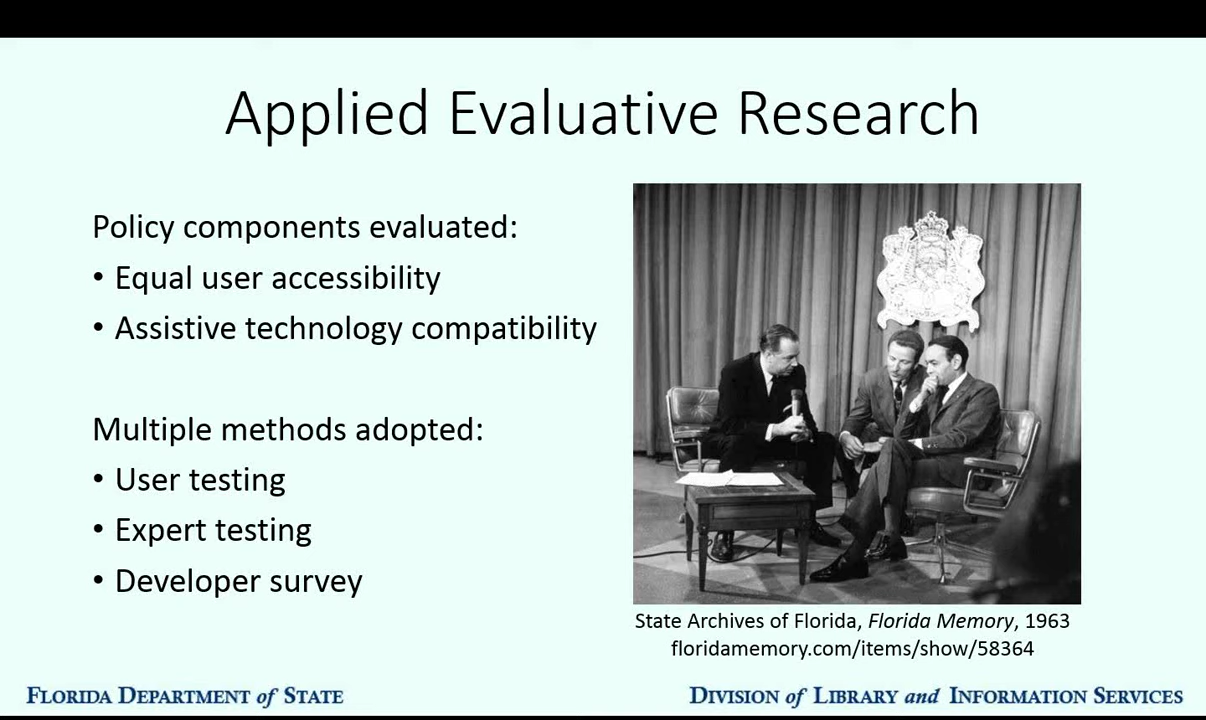 Applied Evaluative Research
Policy components evaluated:
• Equal user accessibility
• Assistive technology compatibility
Multiple methods adopted:
• User testing
• Expert testing
• Developer survey
State Archives of Florida, Florida Memory, 1963
floridamemory.com/items/show/58364
FLORIDA DEPARTMENT of STATE
DIVISION of LIBRARY and INFORMATION SERVICES